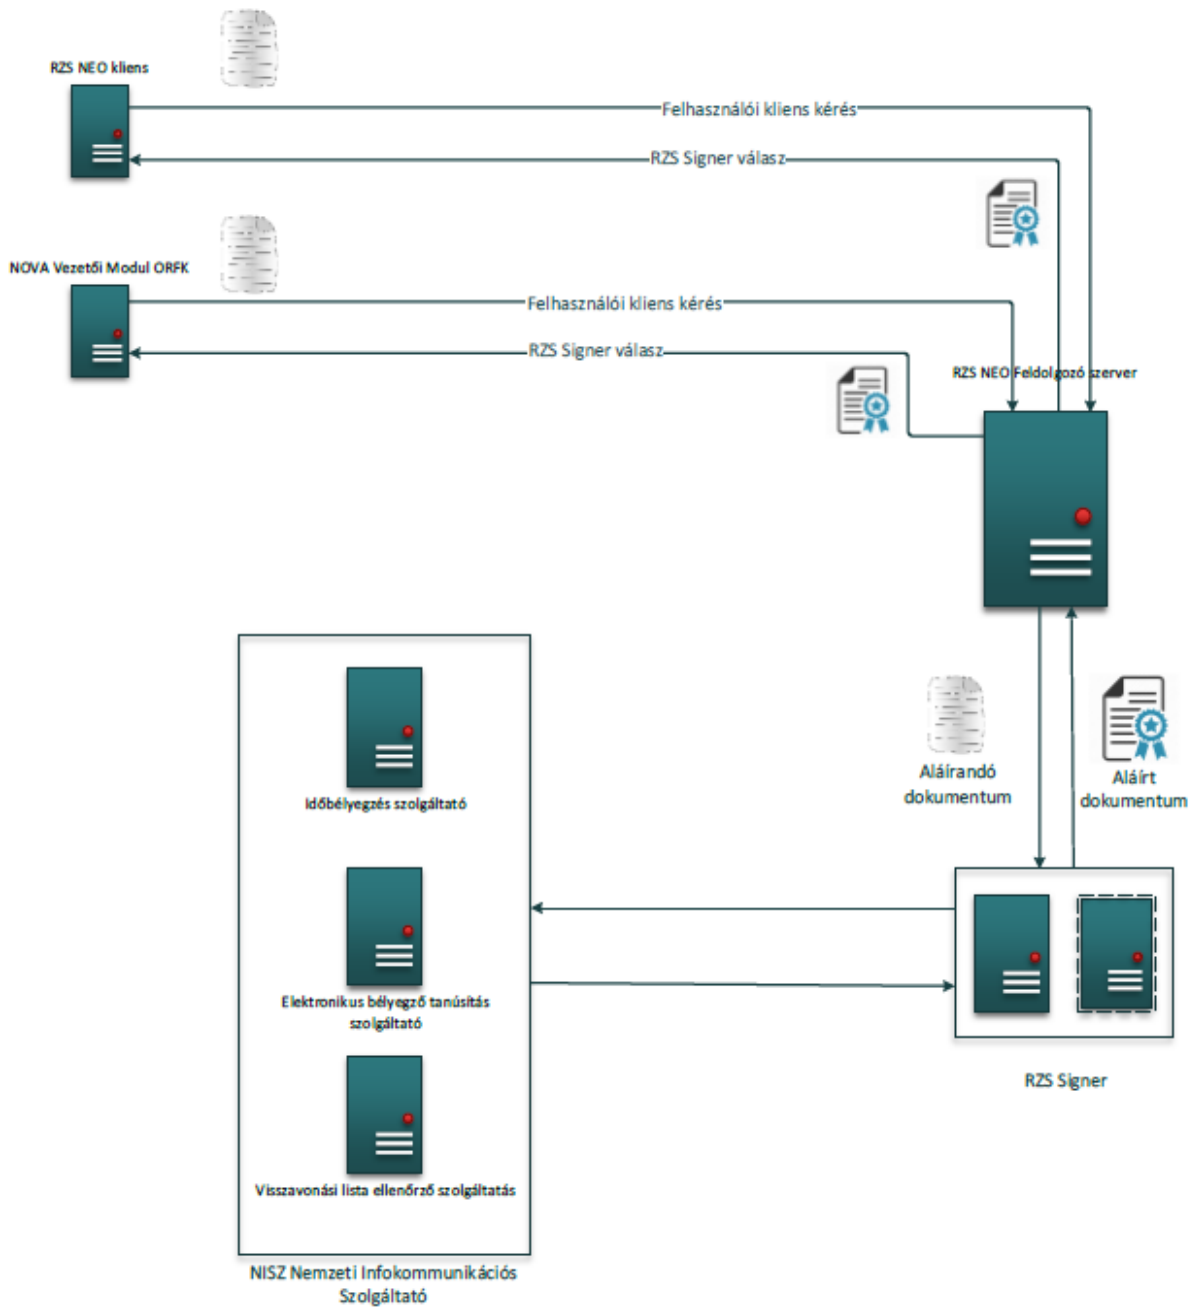 RZS NEO kliens
Felhasználói kliens kérés
RZS Signer válasz
NOVA Vezetői Modul ORFK
Felhasználói kliens kérés
RZS Signer válasz
RZS NEO Feldolgozó szerver
Aláírandó
dokumentum
Aláírt
dokumentum
Időbélyegzés szolgáltató
Elektronikus bélyegző tanúsítás
szolgáltató
Visszavonási lista ellenőrző szolgáltatás
RZS Signer
NISZ Nemzeti Infokommunikációs
Szolgáltató